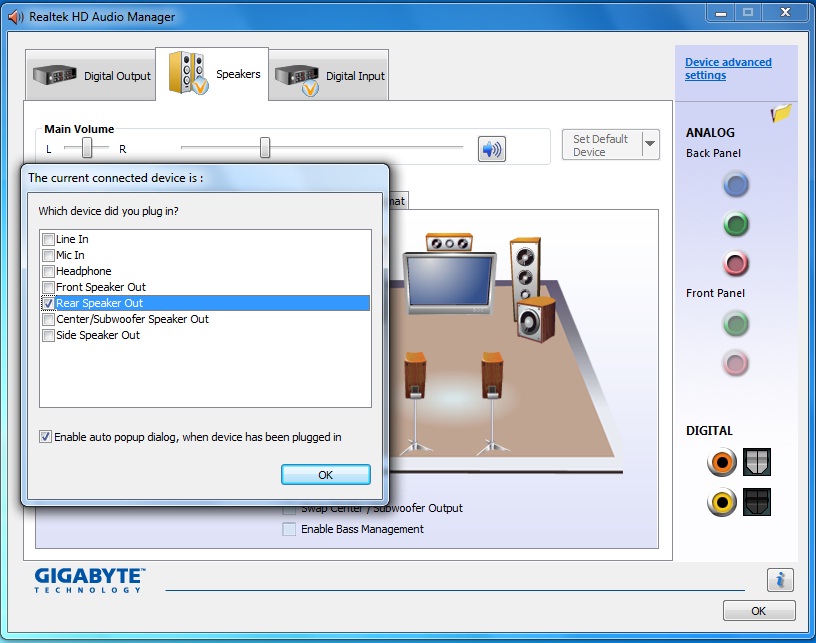 Realtek HD Audio Manager
Digital Output
Speakers
Digital Input
Device advanced
settings
Main Volume
L
R
Set Default
Device
ANALOG
Back Panel
The current connected device is :
Which device did you plug in?
Line In
Mic In
Headphone
Front Speaker Out
Rear Speaker Out
Center/Subwoofer Speaker Out
Side Speaker Out
Enable auto popup dialog, when device has been plugged in
OK
mat
Front Panel
DIGITAL
Swap Center / Subwoofer Output
Enable Bass Management
GIGABYTE™
TECHNOLOGY
OK